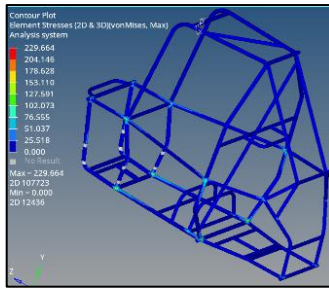 Contour Plot
Element Stresses (2D & 3D)(vonMises, Max)
Analysis system
229.664
204.146
178.628
153.110
127.591
102.073
76.555
51.037
25.518
0.000
No Result
Max = 229.664
2D 107723
Min = 0.000
2D 12436
Y
Z